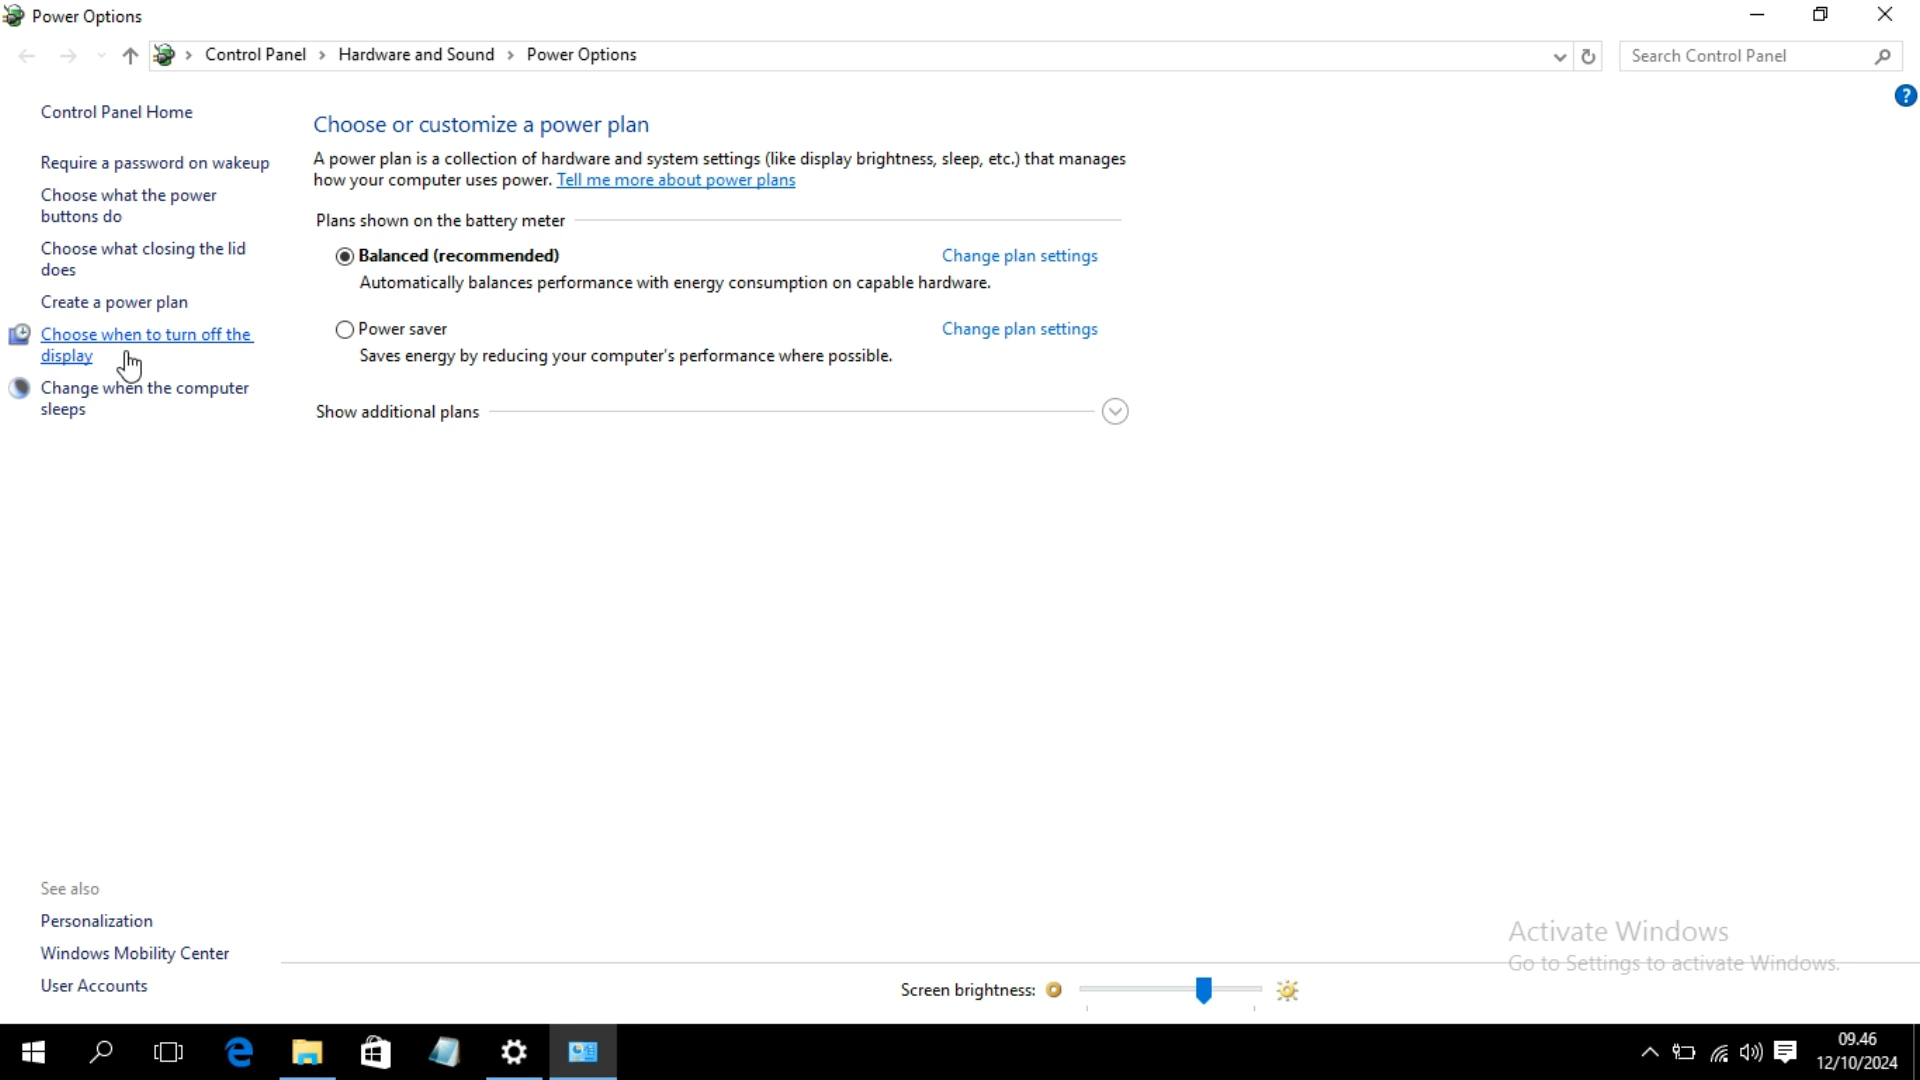 Power Options
Control Panel > Hardware and Sound > Power Options
Search Control Panel
?
Control Panel Home
Require a password on wakeup
Choose what the power
buttons do
Choose what closing the lid
does
Create a power plan
Choose when to turn off the
display
Change when the computer
sleeps
Choose or customize a power plan
A power plan is a collection of hardware and system settings (like display brightness, sleep, etc.) that manages
how your computer uses power. Tell me more about power plans
Plans shown on the battery meter
Balanced (recommended)
Change plan settings
Automatically balances performance with energy consumption on capable hardware.
Power saver
Change plan settings
Saves energy by reducing your computer's performance where possible.
Show additional plans
See also
Personalization
Windows Mobility Center
User Accounts
Screen brightness:
Activate Windows
Go to Settings to activate Windows.
09.46
12/10/2024